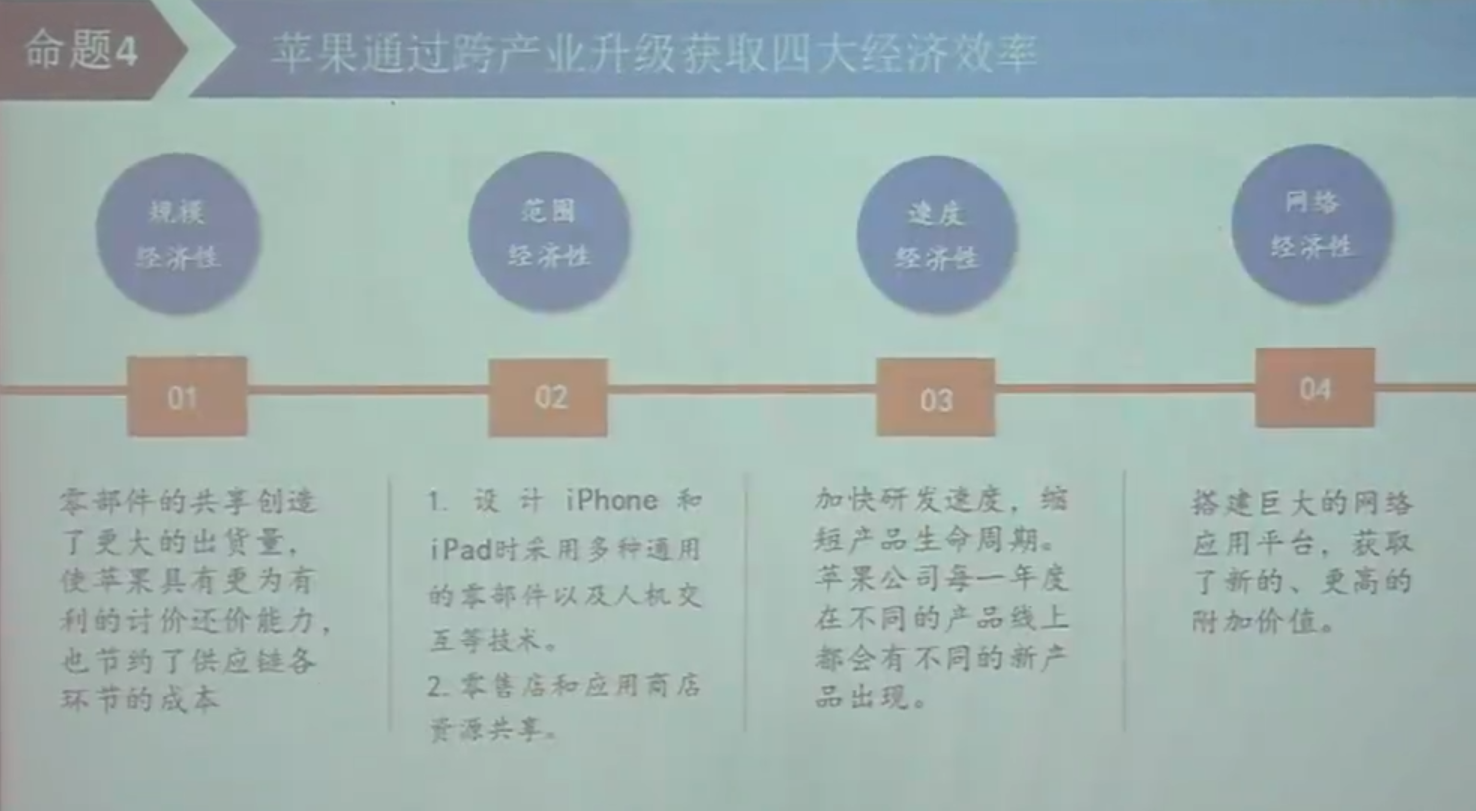 命题4
苹果通过跨产业升级获取四大经济效率
规模
经济性
范围
经济性
速度
经济性
网络
经济性
01
02
03
04
零部件的共享创造
了更大的出货量，
使苹果具有更为有
利的讨价还价能力，
也节约了供应链各
环节的成本
1. 设计 iPhone 和
iPad时采用多种通用
的零部件以及人机交
互等技术。
2. 零售店和应用商店
资源共享。
加快研发速度，缩
短产品生命周期。
苹果公司每一年度
在不同的产品线上
都会有不同的新产
品出现。
搭建巨大的网络
应用平台，获取
了新的、更高的
附加价值。